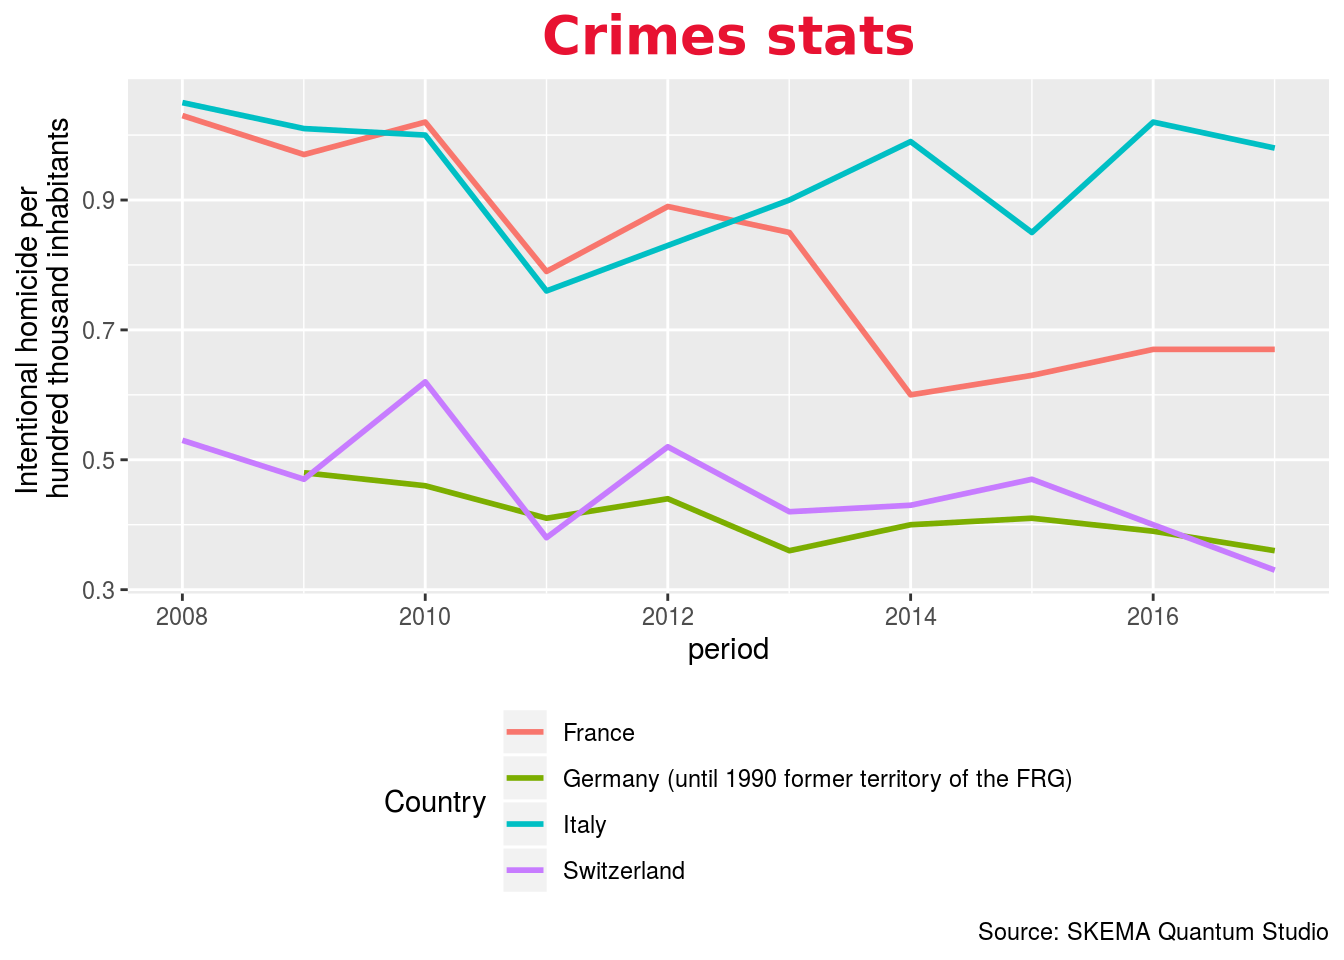 Crimes stats
Intentional homicide per
hundred thousand inhabitants
0.9
0.7
0.5
0.3
2008 2010 2012 2014 2016
period
Country
France
Germany (until 1990 former territory of the FRG)
Italy
Switzerland
Source: SKEMA Quantum Studio